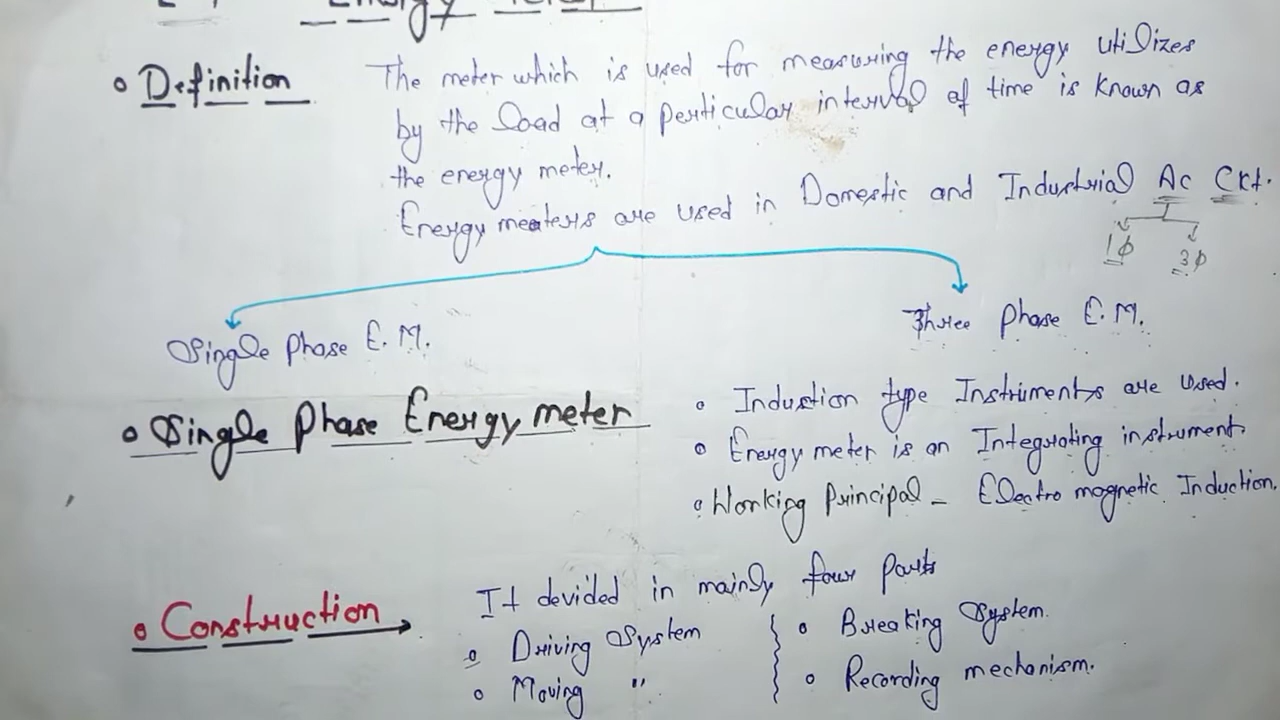 • Definition
The meter which is used for measuring the energy utilizes
by the load at a perticular interval of time is known as
the energy meter.
Energy meaters are used in Domestic and Industrial Ac Ckt.
1ϕ 3ϕ
Single phase E.M.
Three phase E.M.
• Single Phase Energy meter
• Industion type Instriments are used.
• Energy meter is an Integrating instrument.
• Working Principal - Electro magnetic Induction.
• Construction →
It devided in mainly four parts
• Driving System
• Moving "
• Breaking System.
• Recording mechanism.